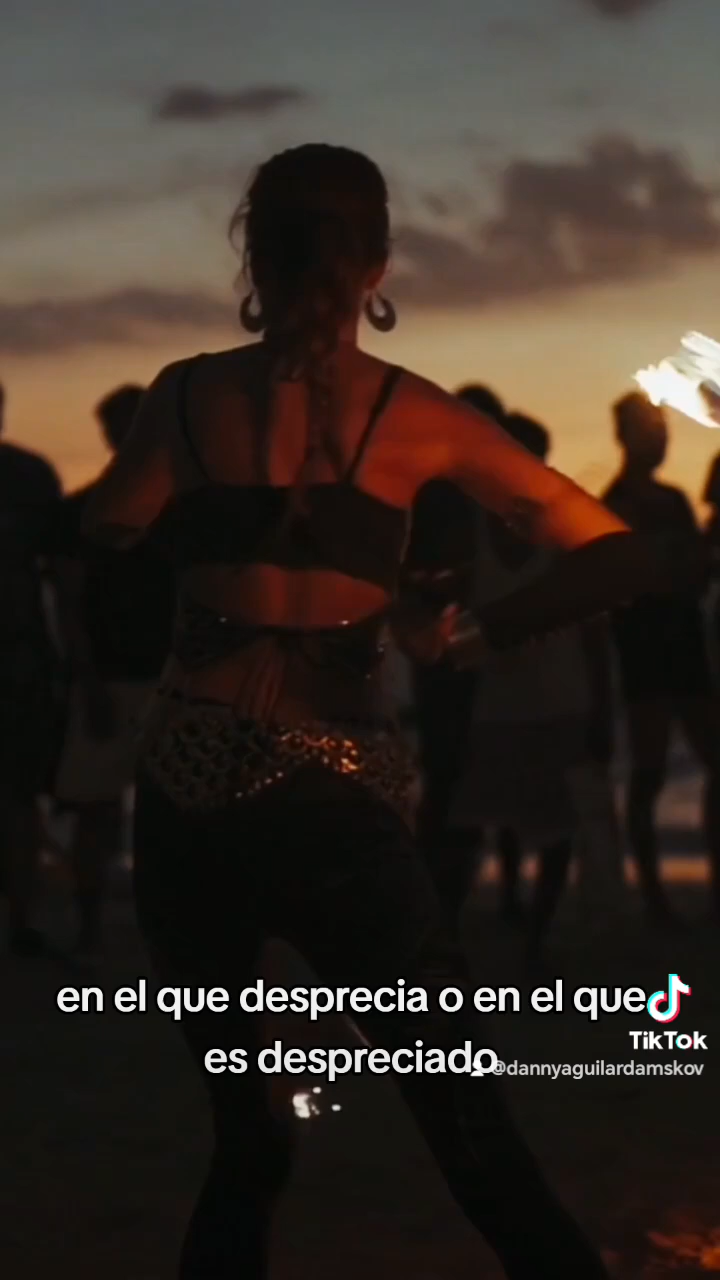 en el que desprecia o en el que
es despreciado
TikTok
@dannyaguilardamskov